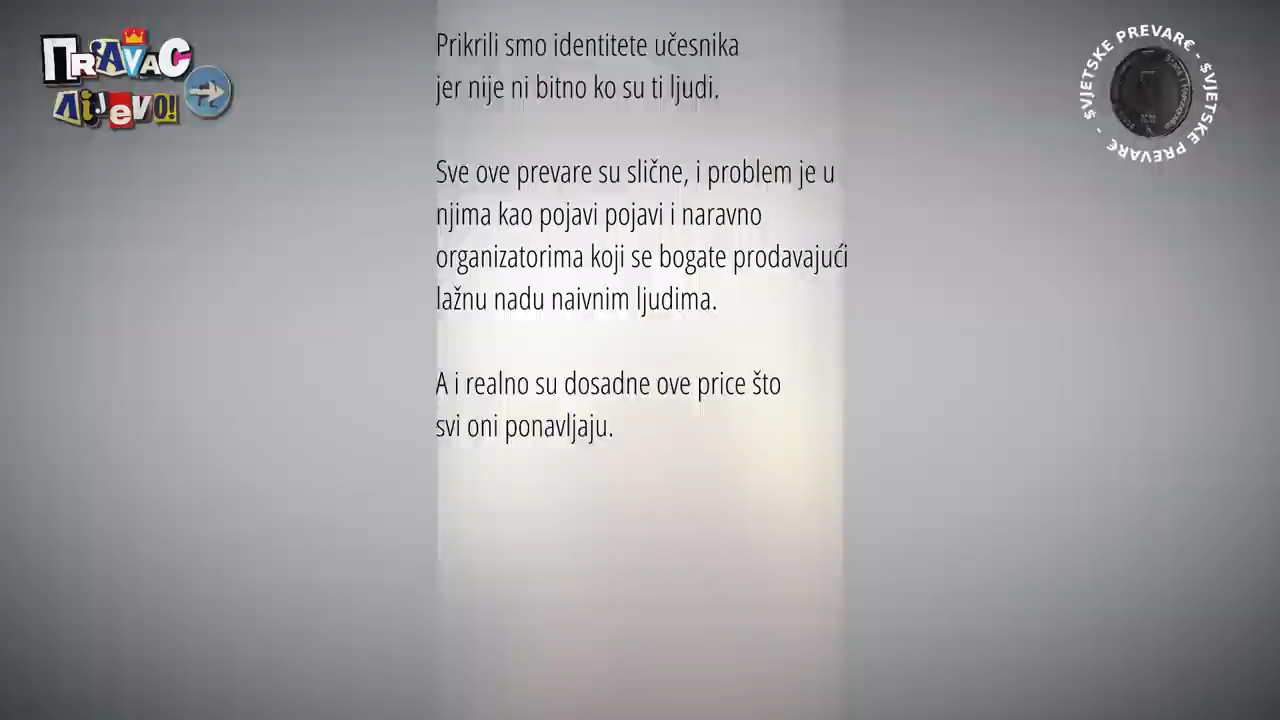 ПRAVAC
ЛijeVO!
$VJETSKE PREVAR€ - $VJETSKE PREVAR€ -
Prikrili smo identitete učesnika
jer nije ni bitno ko su ti ljudi.
Sve ove prevare su slične, i problem je u
njima kao pojavi pojavi i naravno
organizatorima koji se bogate prodavajući
lažnu nadu naivnim ljudima.
A i realno su dosadne ove price što
svi oni ponavljaju.